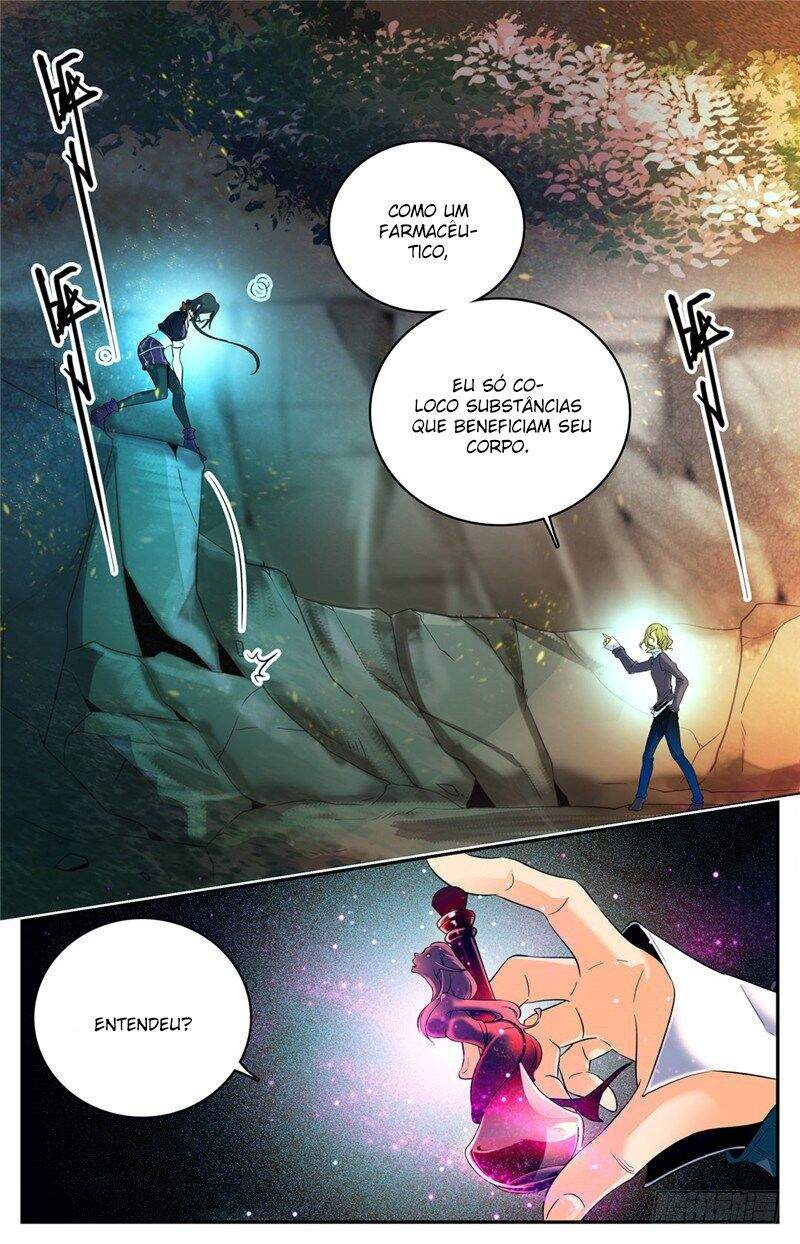 COMO UM
FARMACÊU-
TICO,
EU SÓ CO-
LOCO SUBSTÂNCIAS
QUE BENEFICIAM SEU
CORPO.
ENTENDEU?